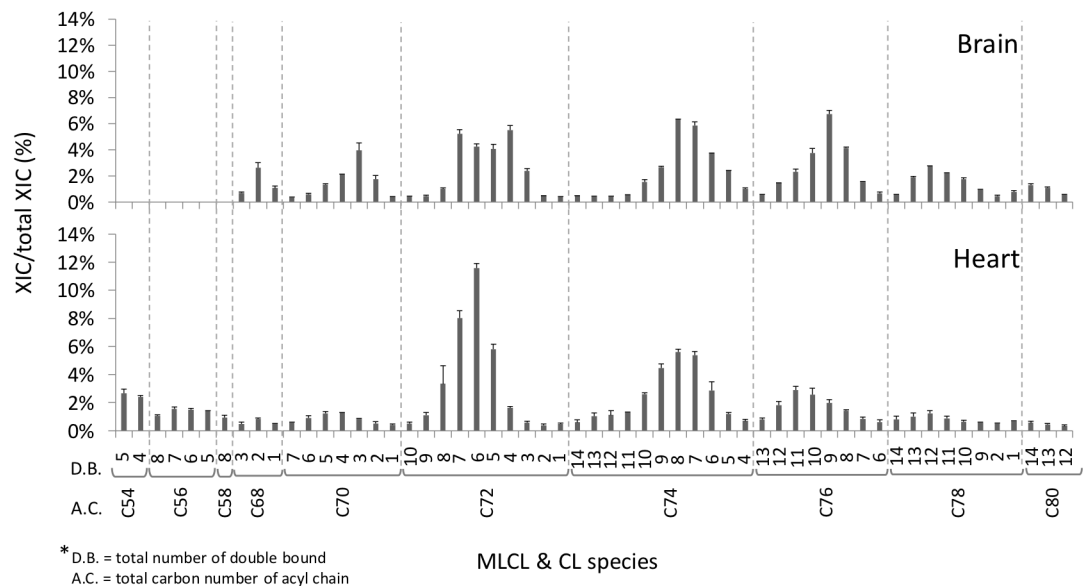 14%
12%
10%
8%
6%
4%
2%
0%
Brain
14%
12%
10%
8%
6%
4%
2%
0%
Heart
XIC/total XIC (%)
D.B. 5 4 8 7 6 5 8 3 2 1 7 6 5 4 3 2 1 10 9 8 7 6 5 4 3 2 1 14 13 12 11 10 9 8 7 6 5 4 13 12 11 10 9 8 7 6 14 13 12 11 10 9 2 1 14 13 12
A.C. C54 C56 C58 C68 C70 C72 C74 C76 C78 C80
MLCL & CL species
*D.B. = total number of double bound
A.C. = total carbon number of acyl chain